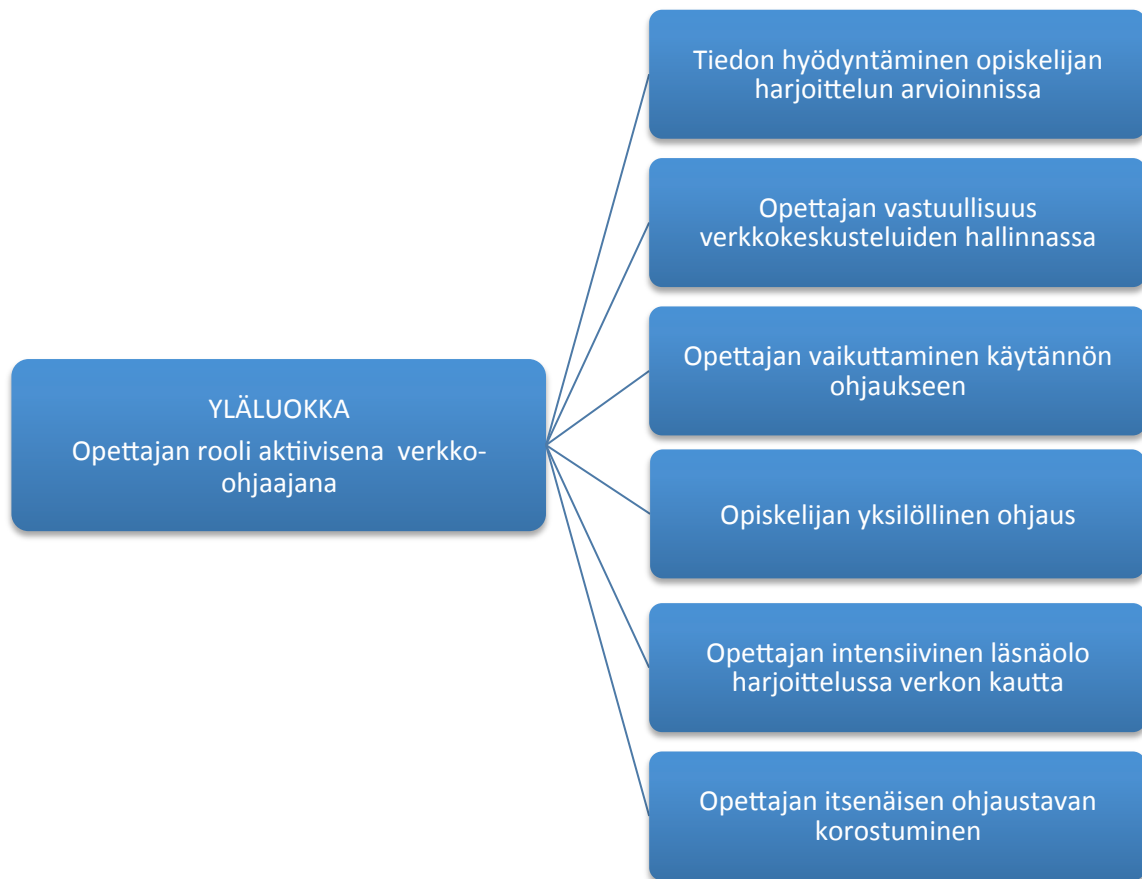 Tiedon hyödyntäminen opiskelijan
harjoittelun arvioinnissa
Opettajan vastuullisuus
verkkokeskusteluiden hallinnassa
Opettajan vaikuttaminen käytännön
ohjaukseen
YLÄLUOKKA
Opettajan rooli aktiivisena verkko-
ohjaajana
Opiskelijan yksilöllinen ohjaus
Opettajan intensiivinen läsnäolo
harjoittelussa verkon kautta
Opettajan itsenäisen ohjaustavan
korostuminen